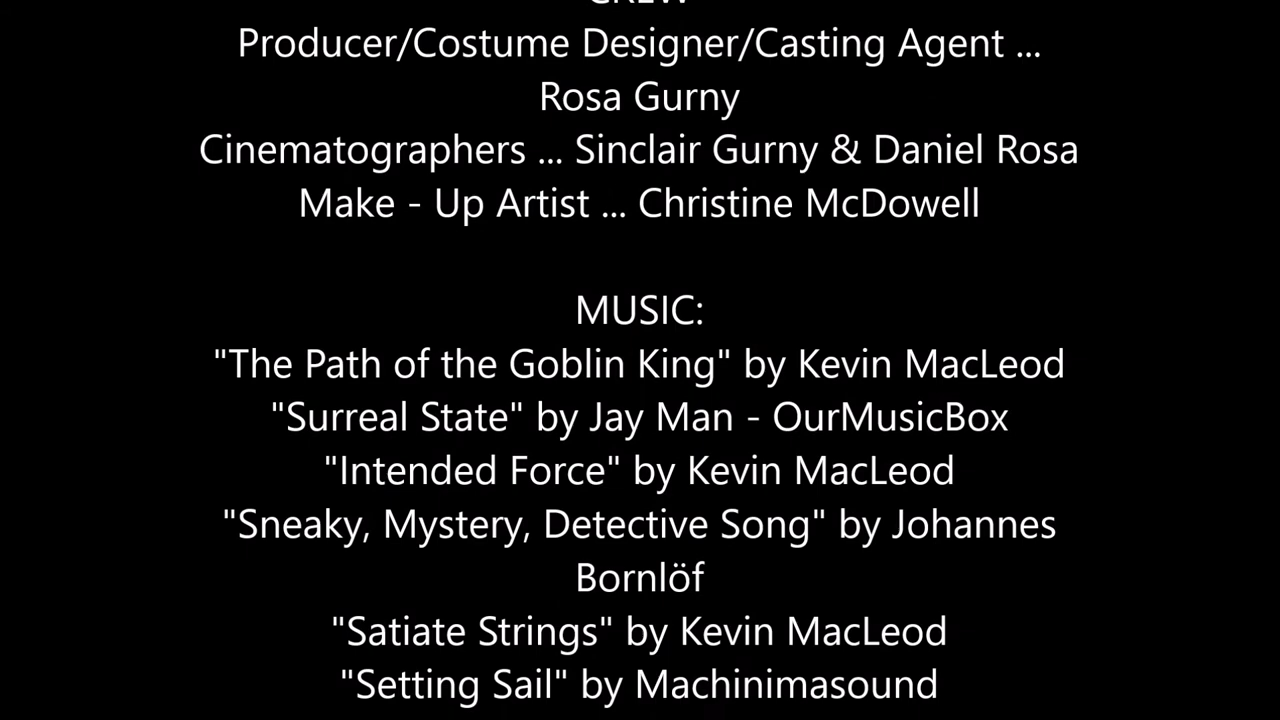 CREW
Producer/Costume Designer/Casting Agent ...
Rosa Gurny
Cinematographers ... Sinclair Gurny & Daniel Rosa
Make - Up Artist ... Christine McDowell
MUSIC:
"The Path of the Goblin King" by Kevin MacLeod
"Surreal State" by Jay Man - OurMusicBox
"Intended Force" by Kevin MacLeod
"Sneaky, Mystery, Detective Song" by Johannes
Bornlöf
"Satiate Strings" by Kevin MacLeod
"Setting Sail" by Machinimasound